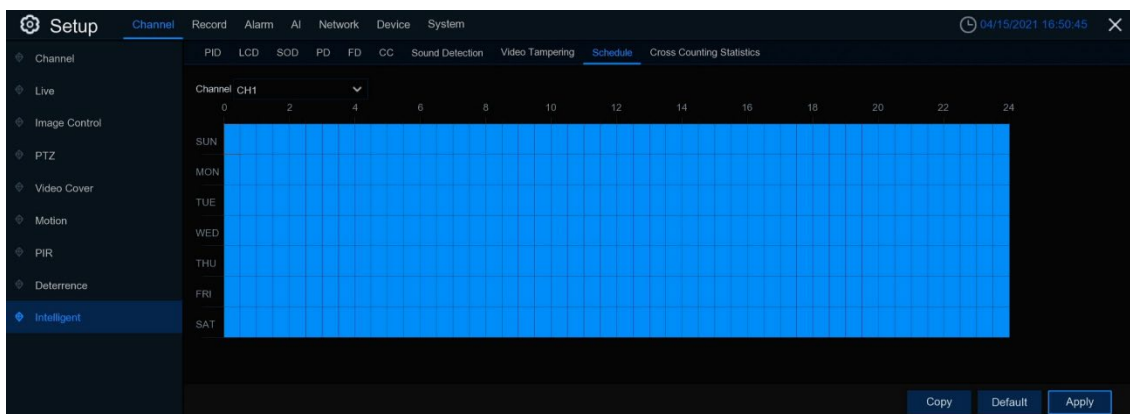 Setup Channel Record Alarm AI Network Device System 04/15/2021 16:50:45
PID LCD SOD PD FD CC Sound Detection Video Tampering Schedule Cross Counting Statistics
Channel
Live
Image Control
PTZ
Video Cover
Motion
PIR
Deterrence
Intelligent
Channel CH1
0 2 4 6 8 10 12 14 16 18 20 22 24
SUN
MON
TUE
WED
THU
FRI
SAT
Copy Default Apply